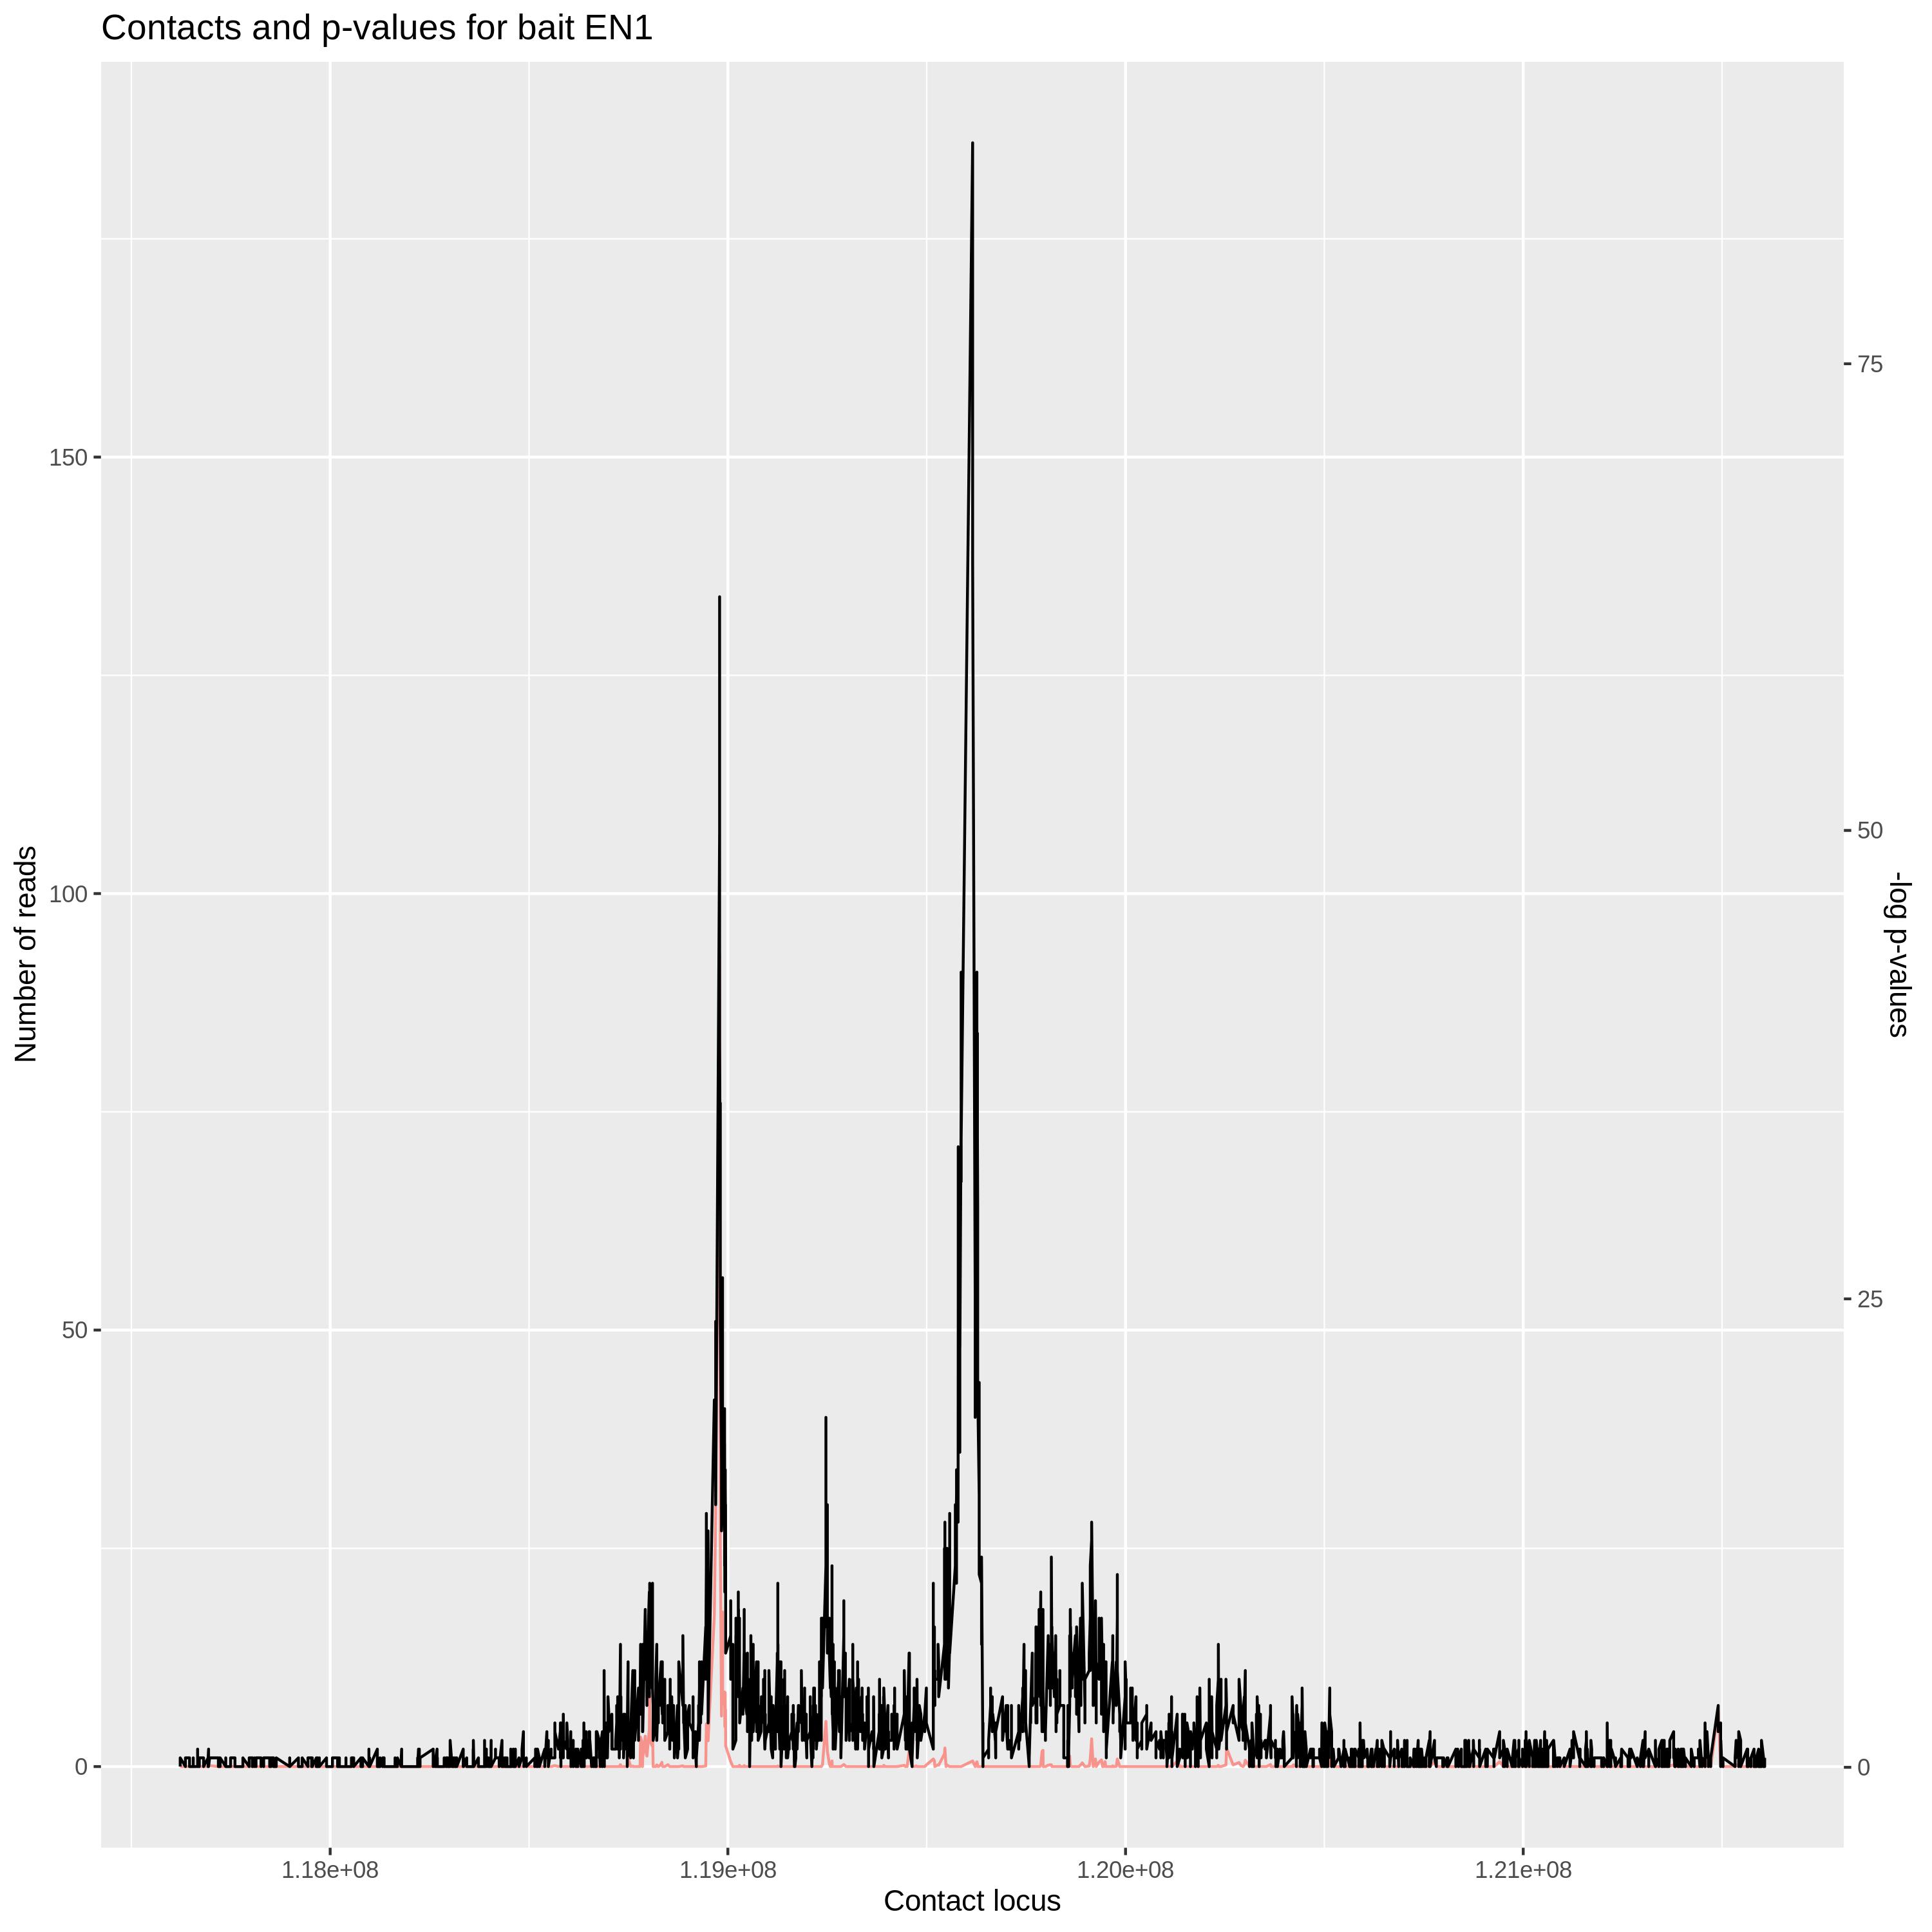 Contacts and p-values for bait EN1
Number of reads
150
100
50
0
75
50
25
0
-log p-values
1.18e+08 1.19e+08 1.20e+08 1.21e+08
Contact locus